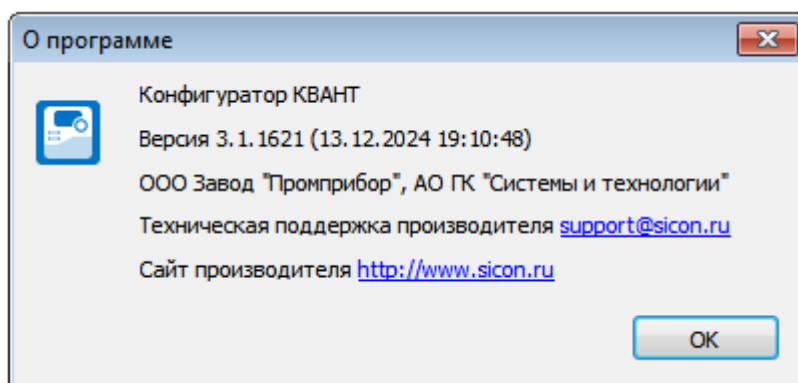 О программе
Конфигуратор КВАНТ
Версия 3.1.1621 (13.12.2024 19:10:48)
ООО Завод "Промприбор", АО ГК "Системы и технологии"
Техническая поддержка производителя support@sicon.ru
Сайт производителя http://www.sicon.ru
ОК